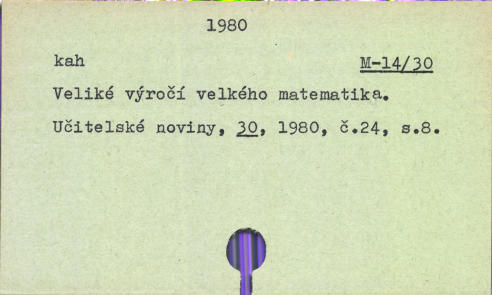 1980
kah M-14/30
Veliké výročí velkého matematika.
Učitelské noviny, 30, 1980, č.24, s.8.